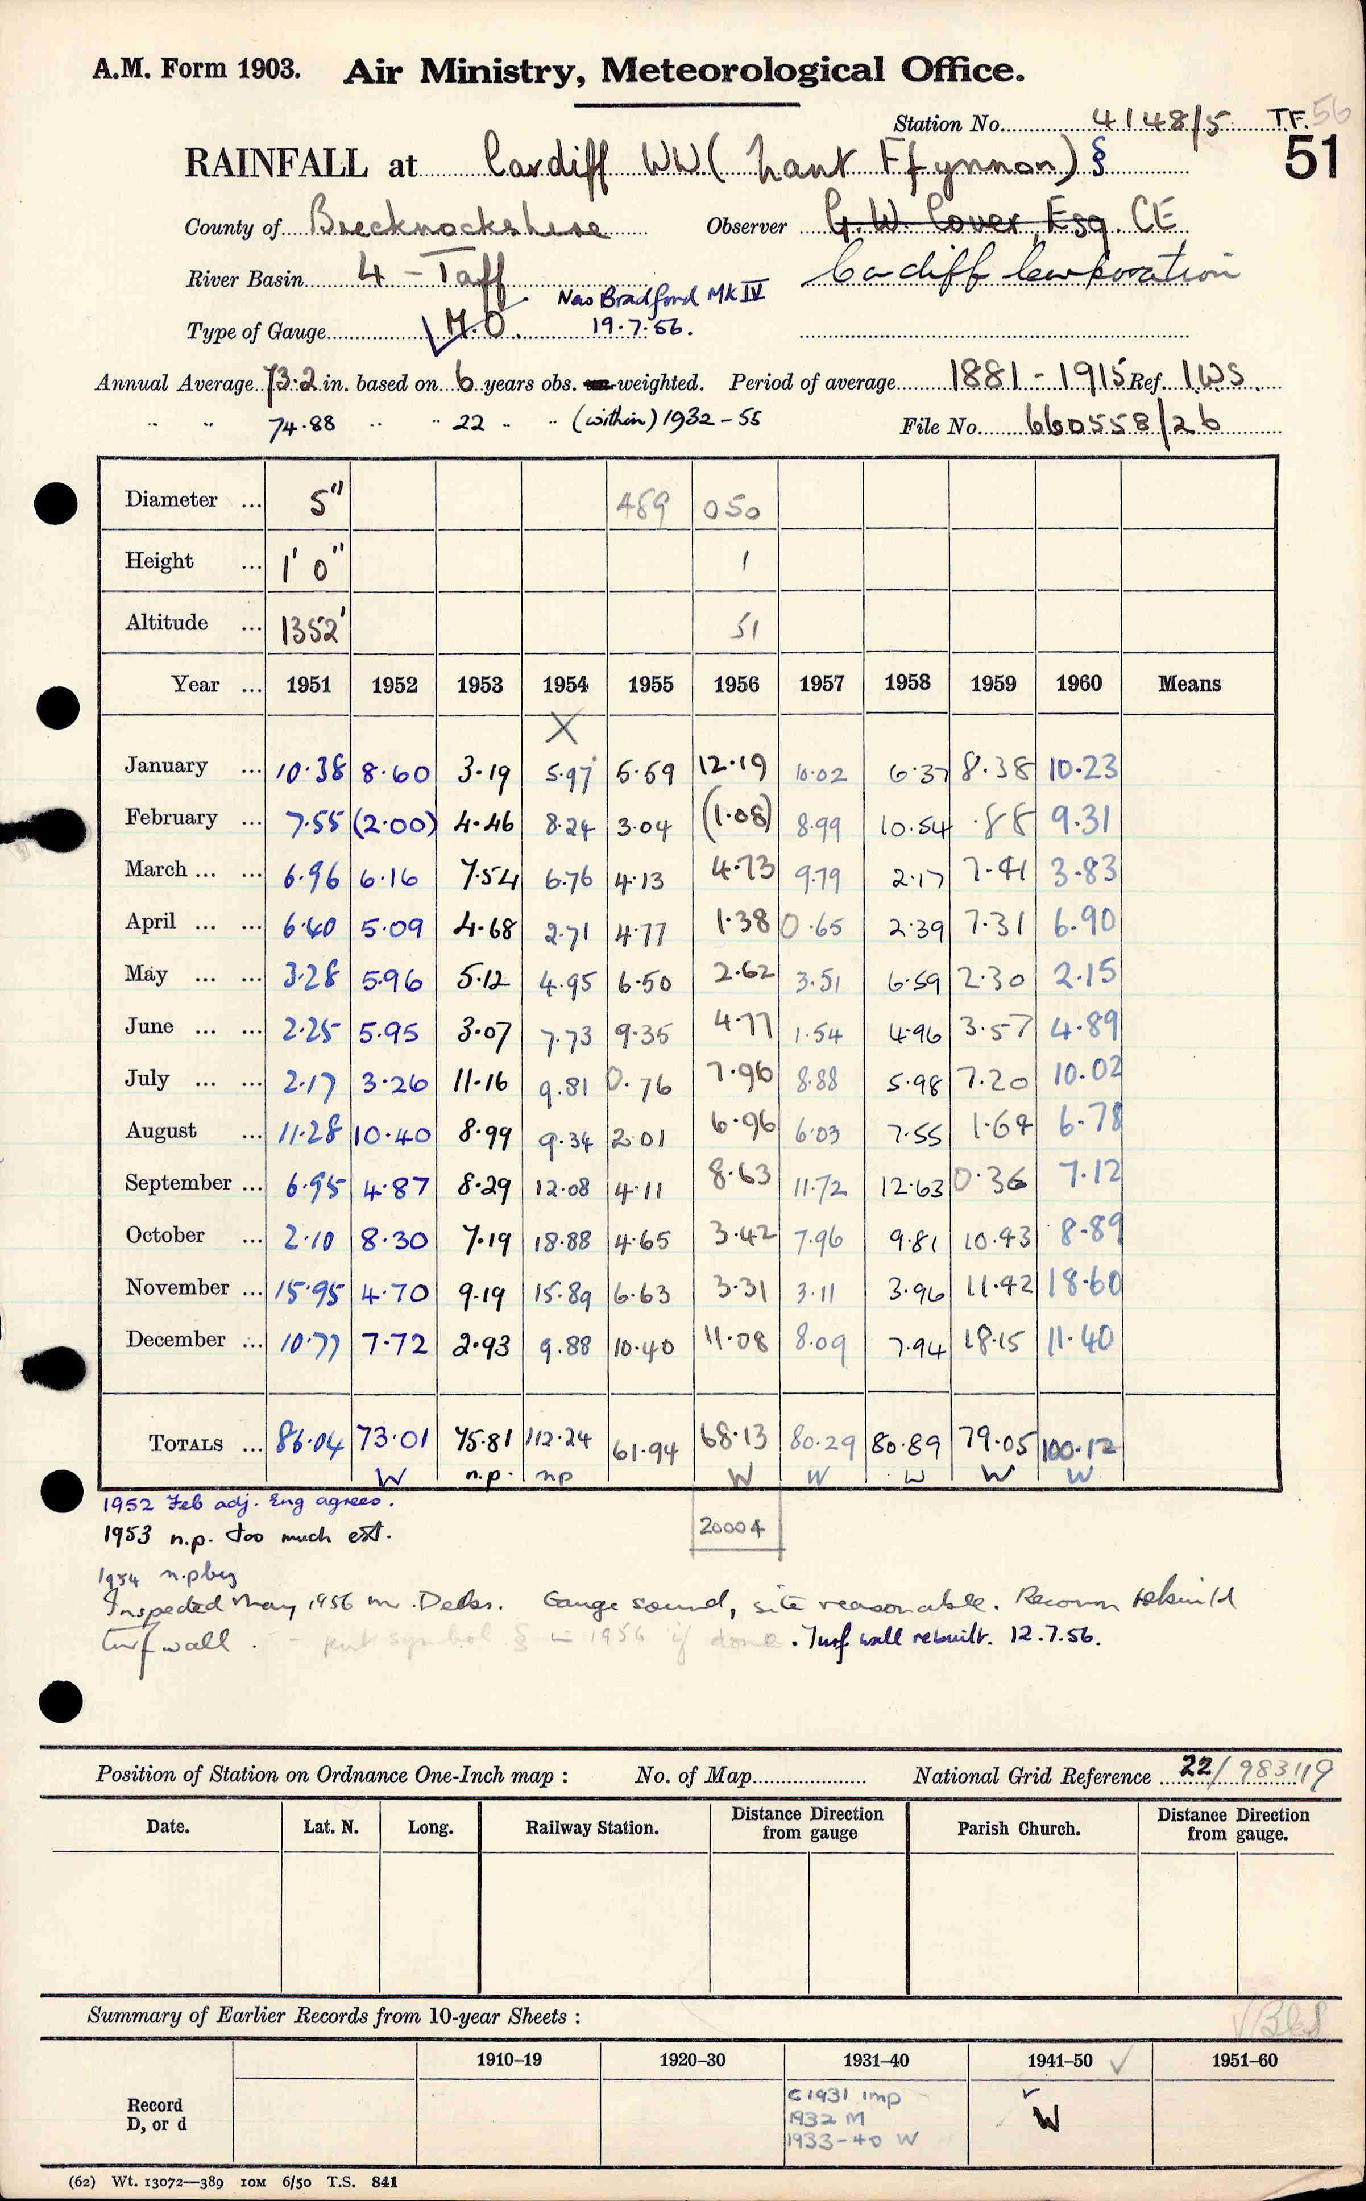 A.M. Form 1903. Air Ministry, Meteorological Office.
Station No. 4148/5 T.F. 56
RAINFALL at Cardiff WW (Nant Ffynnon) § 51
County of Brecknockshire Observer G. W. Cover, Esq. CE
River Basin 4 - Taff Cardiff Corporation
New Bradford MK IV
Type of Gauge M.O. 19.7.56.
Annual Average 73.2 in. based on 6 years obs. un-weighted. Period of average 1881 - 1915 Ref. IWS.
" " 74.88 " " 22 " " (within) 1932 - 55 File No. 660558/26
Diameter ... 5" 489 050
Height ... 1' 0" 1
Altitude ... 1352' 51
Year ... 1951 1952 1953 1954 1955 1956 1957 1958 1959 1960 Means
X
January ... 10.38 8.60 3.19 5.97 5.59 12.19 10.02 6.37 8.38 10.23
February ... 7.55 (2.00) 4.46 8.24 3.04 (1.08) 8.99 10.54 .88 9.31
March ... ... 6.96 6.16 7.54 6.76 4.13 4.73 9.79 2.17 2.41 3.83
April ... ... 6.40 5.09 4.68 2.71 4.77 1.38 0.65 2.39 7.31 6.90
May ... ... 3.28 5.96 5.12 4.95 6.50 2.62 3.51 6.59 2.30 2.15
June ... ... 2.25 5.95 3.07 7.73 9.35 4.77 1.54 4.96 3.57 4.89
July ... ... 2.17 3.26 11.16 9.81 0.76 7.96 8.88 5.98 7.20 10.02
August ... 11.28 10.40 8.99 9.34 2.01 6.96 6.03 7.55 1.64 6.78
September ... 6.95 4.87 8.29 12.08 4.11 8.63 11.72 12.63 0.36 7.12
October ... 2.10 8.30 7.19 18.88 4.65 3.42 7.96 9.81 10.43 8.89
November ... 15.95 4.70 9.19 15.89 6.63 3.31 3.11 3.96 11.42 18.60
December ... 10.77 7.72 2.93 9.88 10.40 11.08 8.09 7.94 18.15 11.40
TOTALS ... 86.04 73.01 75.81 112.24 61.94 68.13 80.29 80.89 79.05 100.12
W n.p. np W W W W W
1952 Feb adj. Eng agrees.
20004
1953 n.p. too much est.
1954 n.p
Inspected May 1956 Mr. Gauge sound, site reasonable. Recomm rebuild
turf wall. - put symbol § in 1956 if done. Turf wall rebuilt. 12.7.56.
Position of Station on Ordnance One-Inch map : No. of Map National Grid Reference 22/983119
Date. Lat. N. Long. Railway Station. Distance Direction from gauge Parish Church. Distance Direction from gauge.
Summary of Earlier Records from 10-year Sheets :
1910–19 1920–30 1931–40 1941–50 ✓ 1951–60
Record D, or d
C 1931 imp
1932 M
1933-40 W
W
(62) Wt. 13072—389 10M 6/50 T.S. 841